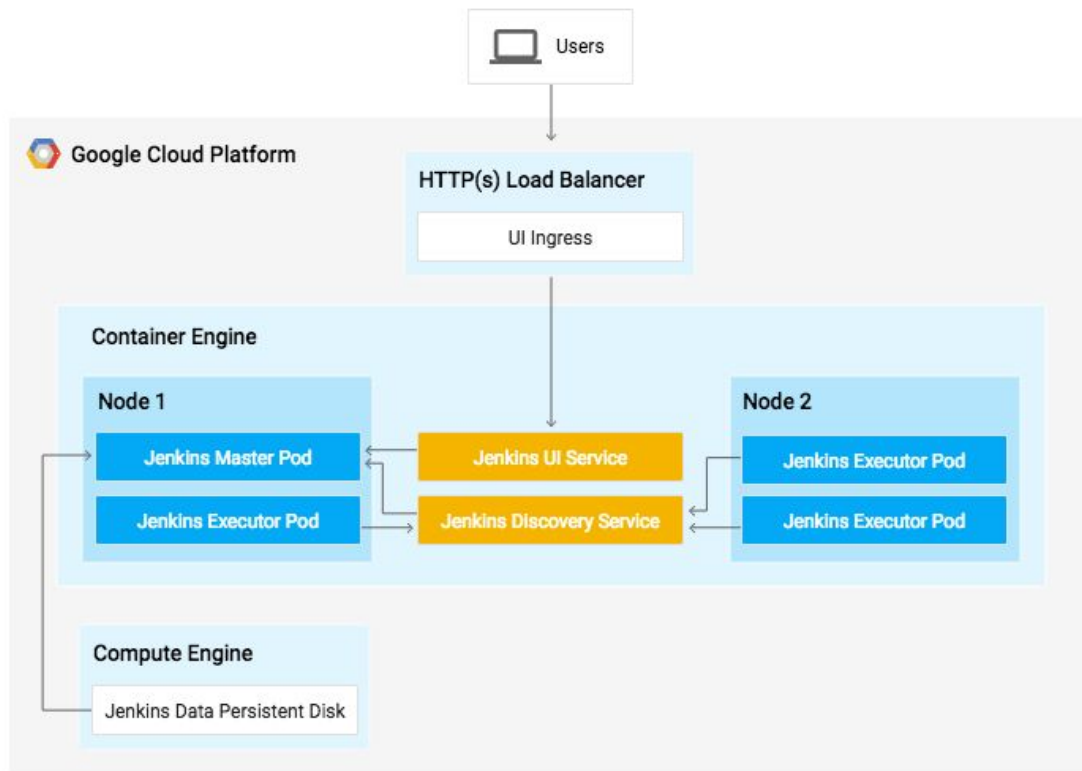 Users
Google Cloud Platform
HTTP(s) Load Balancer
UI Ingress
Container Engine
Node 1
Jenkins Master Pod
Jenkins Executor Pod
Jenkins UI Service
Jenkins Discovery Service
Node 2
Jenkins Executor Pod
Jenkins Executor Pod
Compute Engine
Jenkins Data Persistent Disk